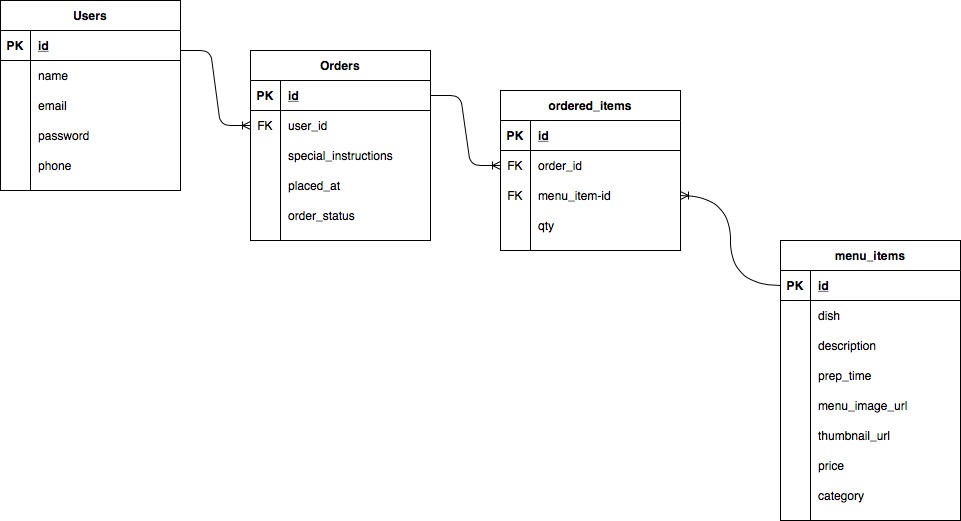 Users
PK id
name
email
password
phone
Orders
PK id
FK user_id
special_instructions
placed_at
order_status
ordered_items
PK id
FK order_id
FK menu_item-id
qty
menu_items
PK id
dish
description
prep_time
menu_image_url
thumbnail_url
price
category